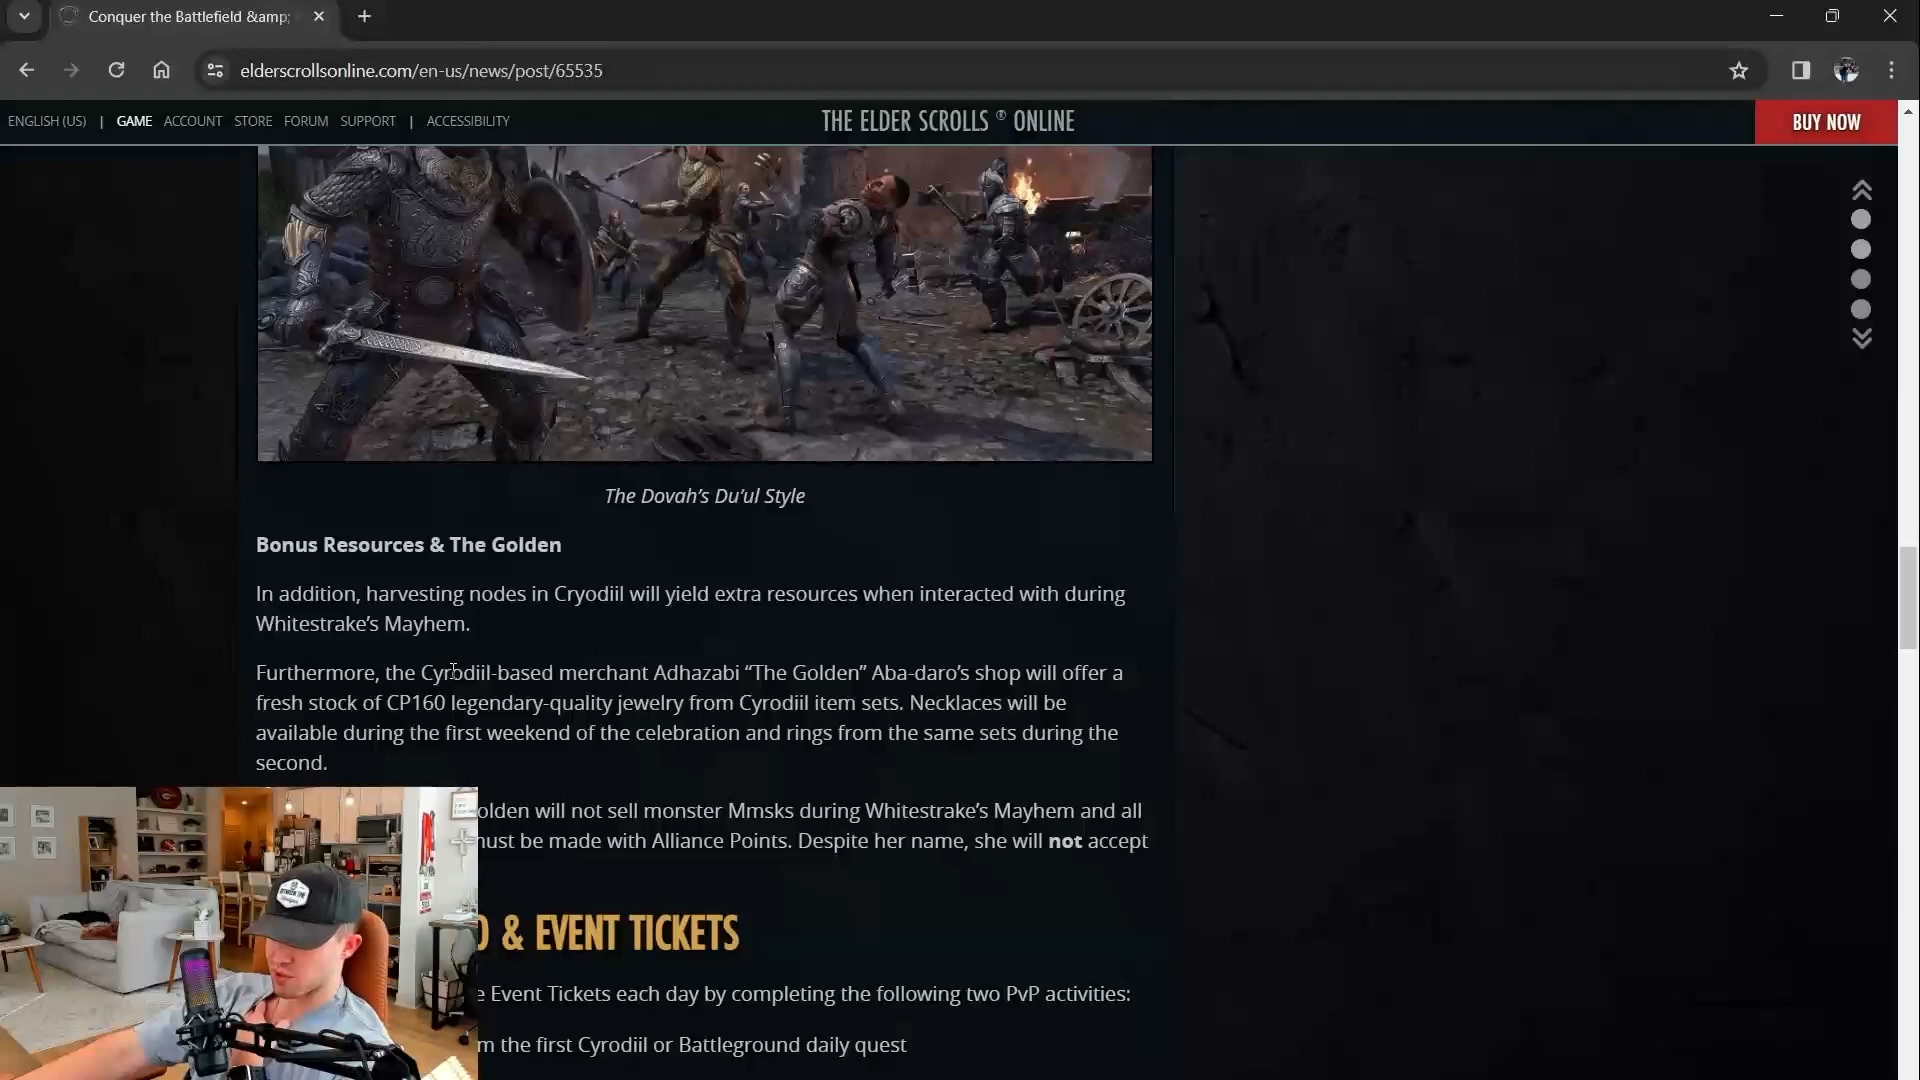 Conquer the Battlefield &amp;
elderscrollsonline.com/en-us/news/post/65535
ENGLISH (US) | GAME ACCOUNT STORE FORUM SUPPORT | ACCESSIBILITY
THE ELDER SCROLLS ® ONLINE
BUY NOW
The Dovah's Du'ul Style
Bonus Resources & The Golden
In addition, harvesting nodes in Cryodiil will yield extra resources when interacted with during
Whitestrake's Mayhem.
Furthermore, the Cyrodiil-based merchant Adhazabi “The Golden” Aba-daro's shop will offer a
fresh stock of CP160 legendary-quality jewelry from Cyrodiil item sets. Necklaces will be
available during the first weekend of the celebration and rings from the same sets during the
second.
olden will not sell monster Mmsks during Whitestrake's Mayhem and all
must be made with Alliance Points. Despite her name, she will not accept
& EVENT TICKETS
e Event Tickets each day by completing the following two PvP activities:
m the first Cyrodiil or Battleground daily quest